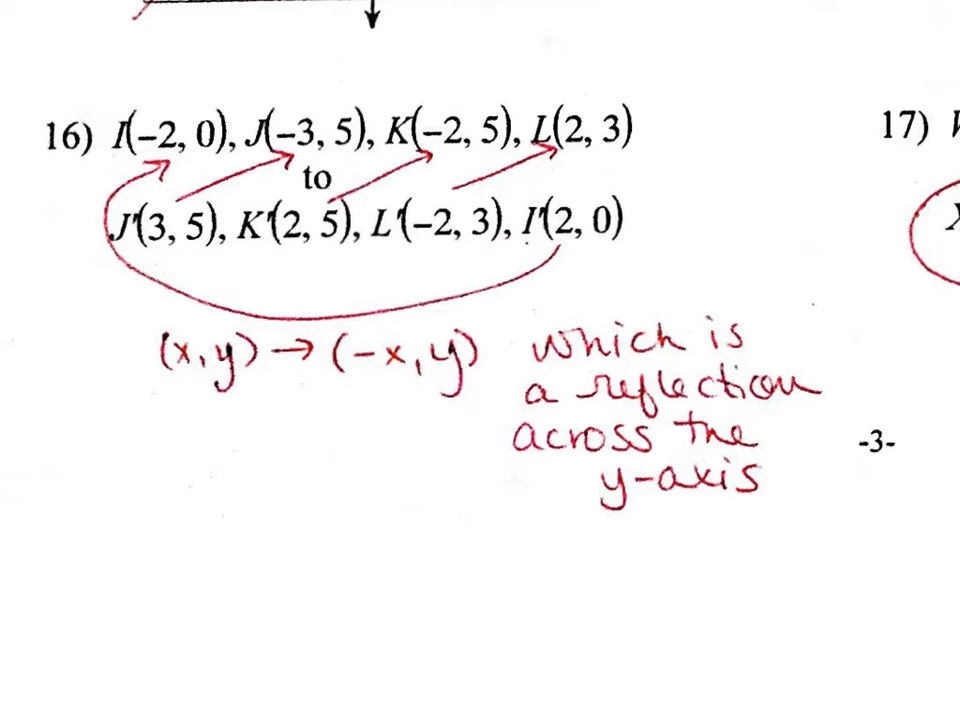 16) I(−2, 0), J(−3, 5), K(−2, 5), L(2, 3)
to
J'(3, 5), K'(2, 5), L'(−2, 3), I'(2, 0)
(x,y) → (-x,y) which is
a reflection
across the
y-axis
17)
-3-